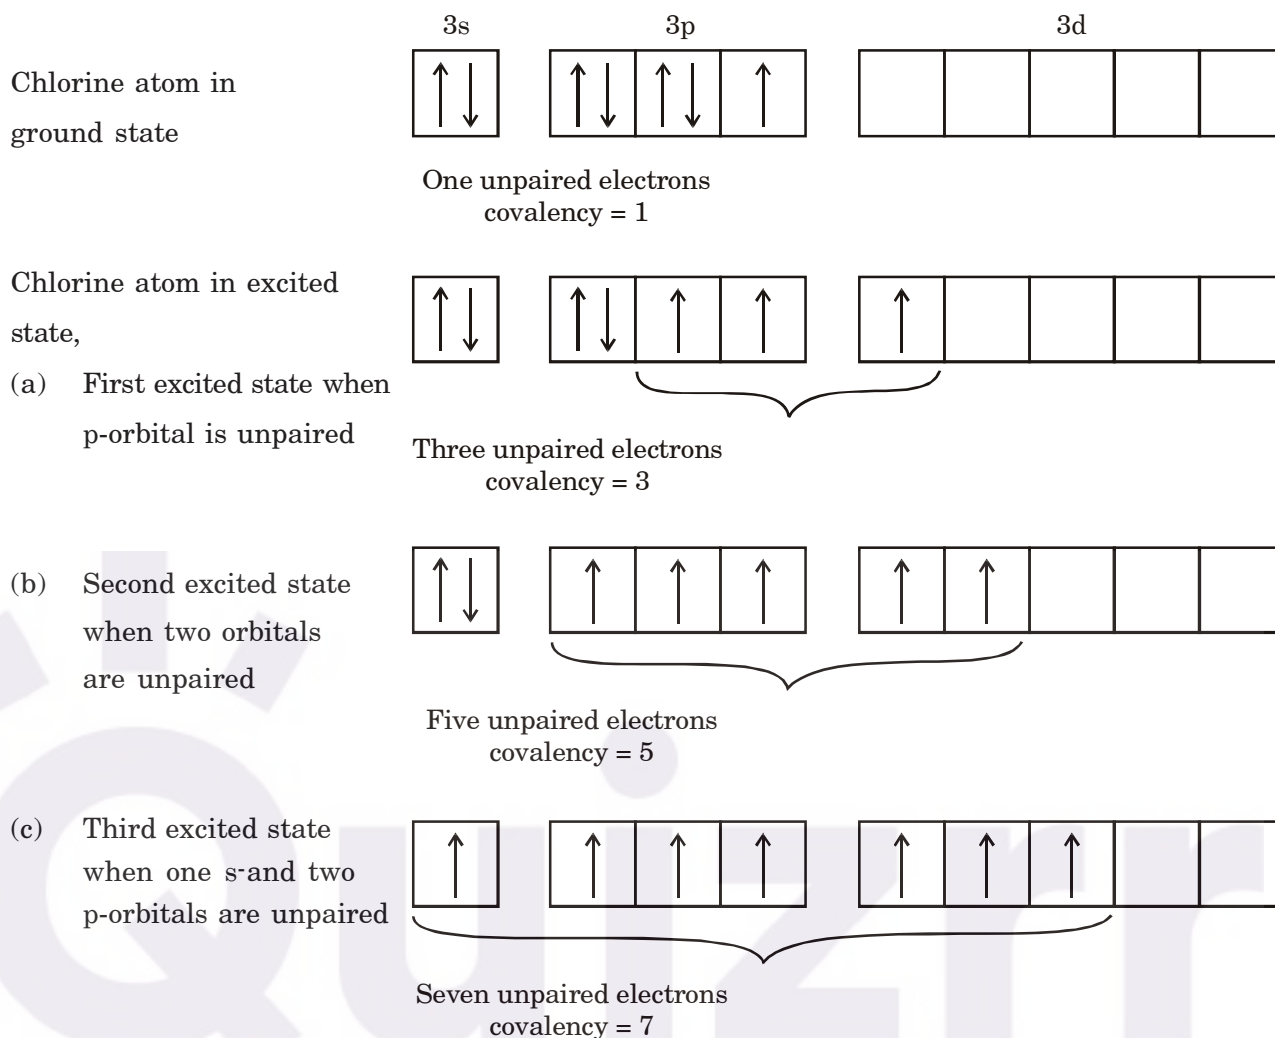 3s 3p 3d
Chlorine atom in
ground state
One unpaired electrons
covalency = 1
Chlorine atom in excited
state,
(a) First excited state when
p-orbital is unpaired
Three unpaired electrons
covalency = 3
(b) Second excited state
when two orbitals
are unpaired
Five unpaired electrons
covalency = 5
(c) Third excited state
when one s-and two
p-orbitals are unpaired
Seven unpaired electrons
covalency = 7
Quizrr